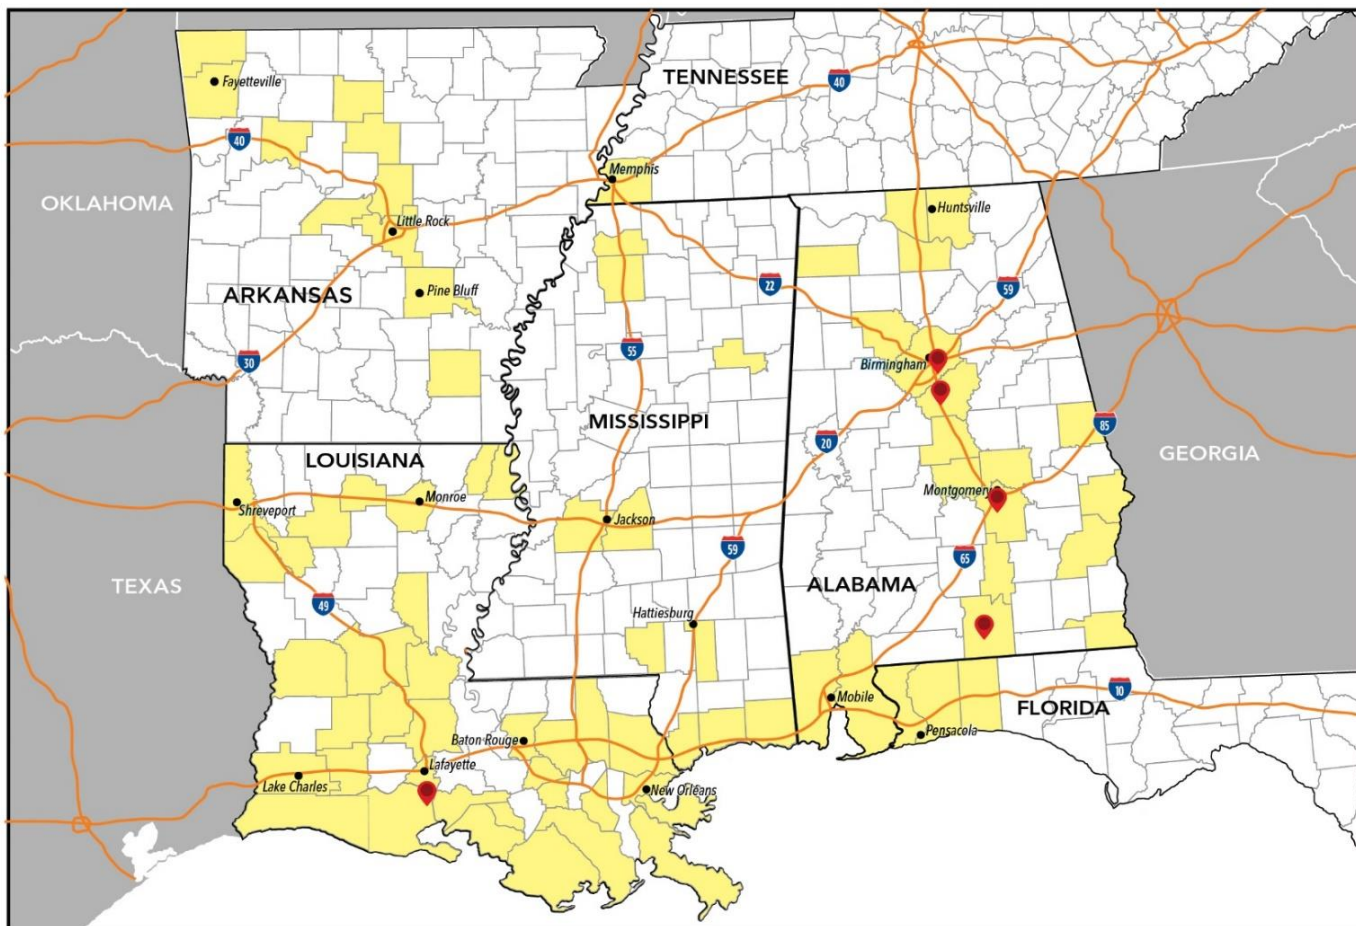 TENNESSEE
40
Fayetteville
40
Memphis
OKLAHOMA
Little Rock
Huntsville
ARKANSAS
Pine Bluff
22
59
55
30
Birmingham
MISSISSIPPI
85
20
GEORGIA
LOUISIANA
Shreveport
Monroe
Montgomery
Jackson
59
65
TEXAS
ALABAMA
49
Hattiesburg
10
Mobile
FLORIDA
Baton Rouge
Pensacola
Lafayette
Lake Charles
New Orléans